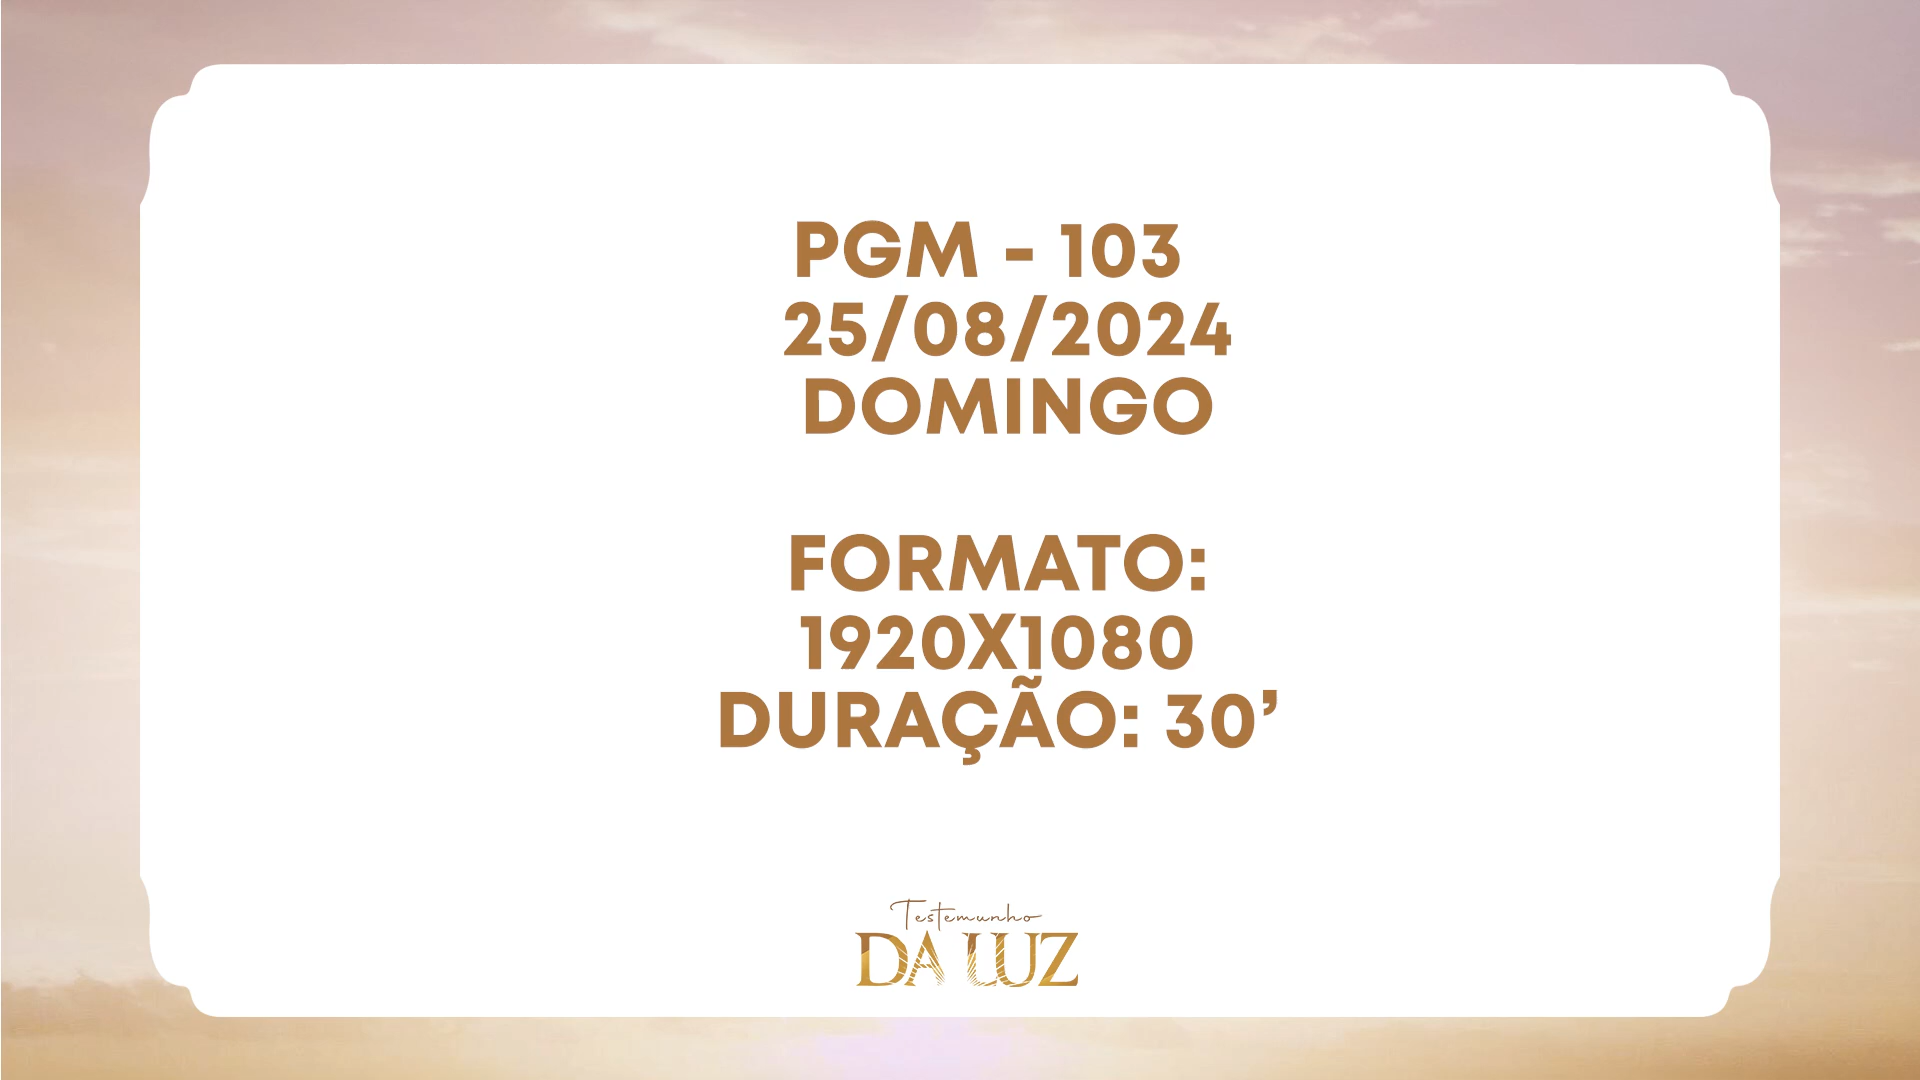 PGM - 103
25/08/2024
DOMINGO
FORMATO:
1920X1080
DURAÇÃO: 30’
Testemunho
DA LUZ